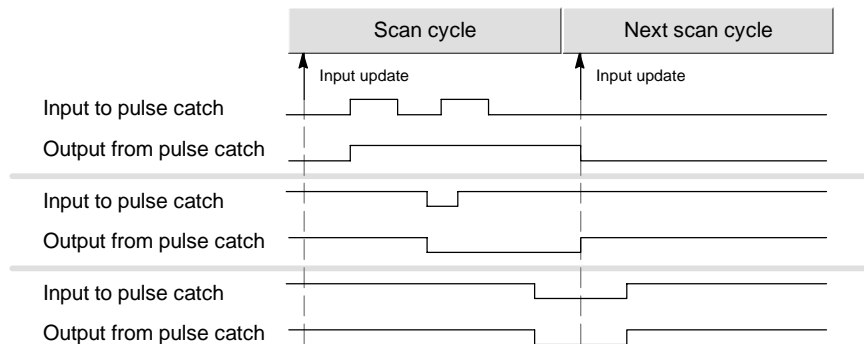 Scan cycle
Next scan cycle
Input update
Input update
Input to pulse catch
Output from pulse catch
Input to pulse catch
Output from pulse catch
Input to pulse catch
Output from pulse catch